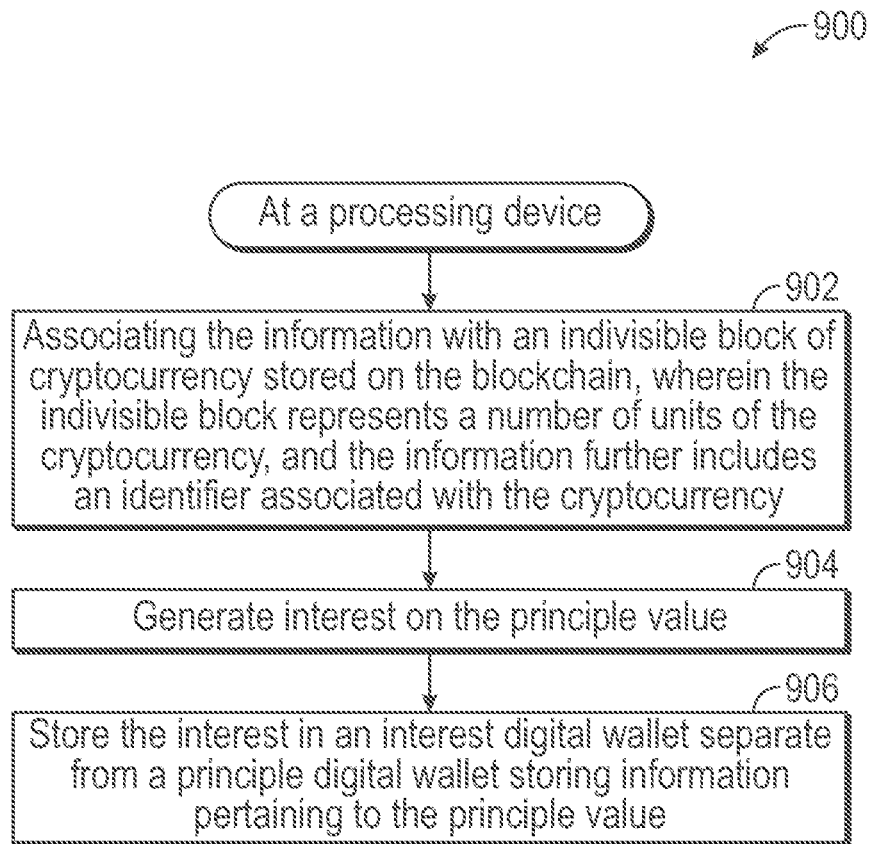 900
At a processing device
902
Associating the information with an indivisible block of
cryptocurrency stored on the blockchain, wherein the
indivisible block represents a number of units of the
cryptocurrency, and the information further includes
an identifier associated with the cryptocurrency
904
Generate interest on the principle value
906
Store the interest in an interest digital wallet separate
from a principle digital wallet storing information
pertaining to the principle value